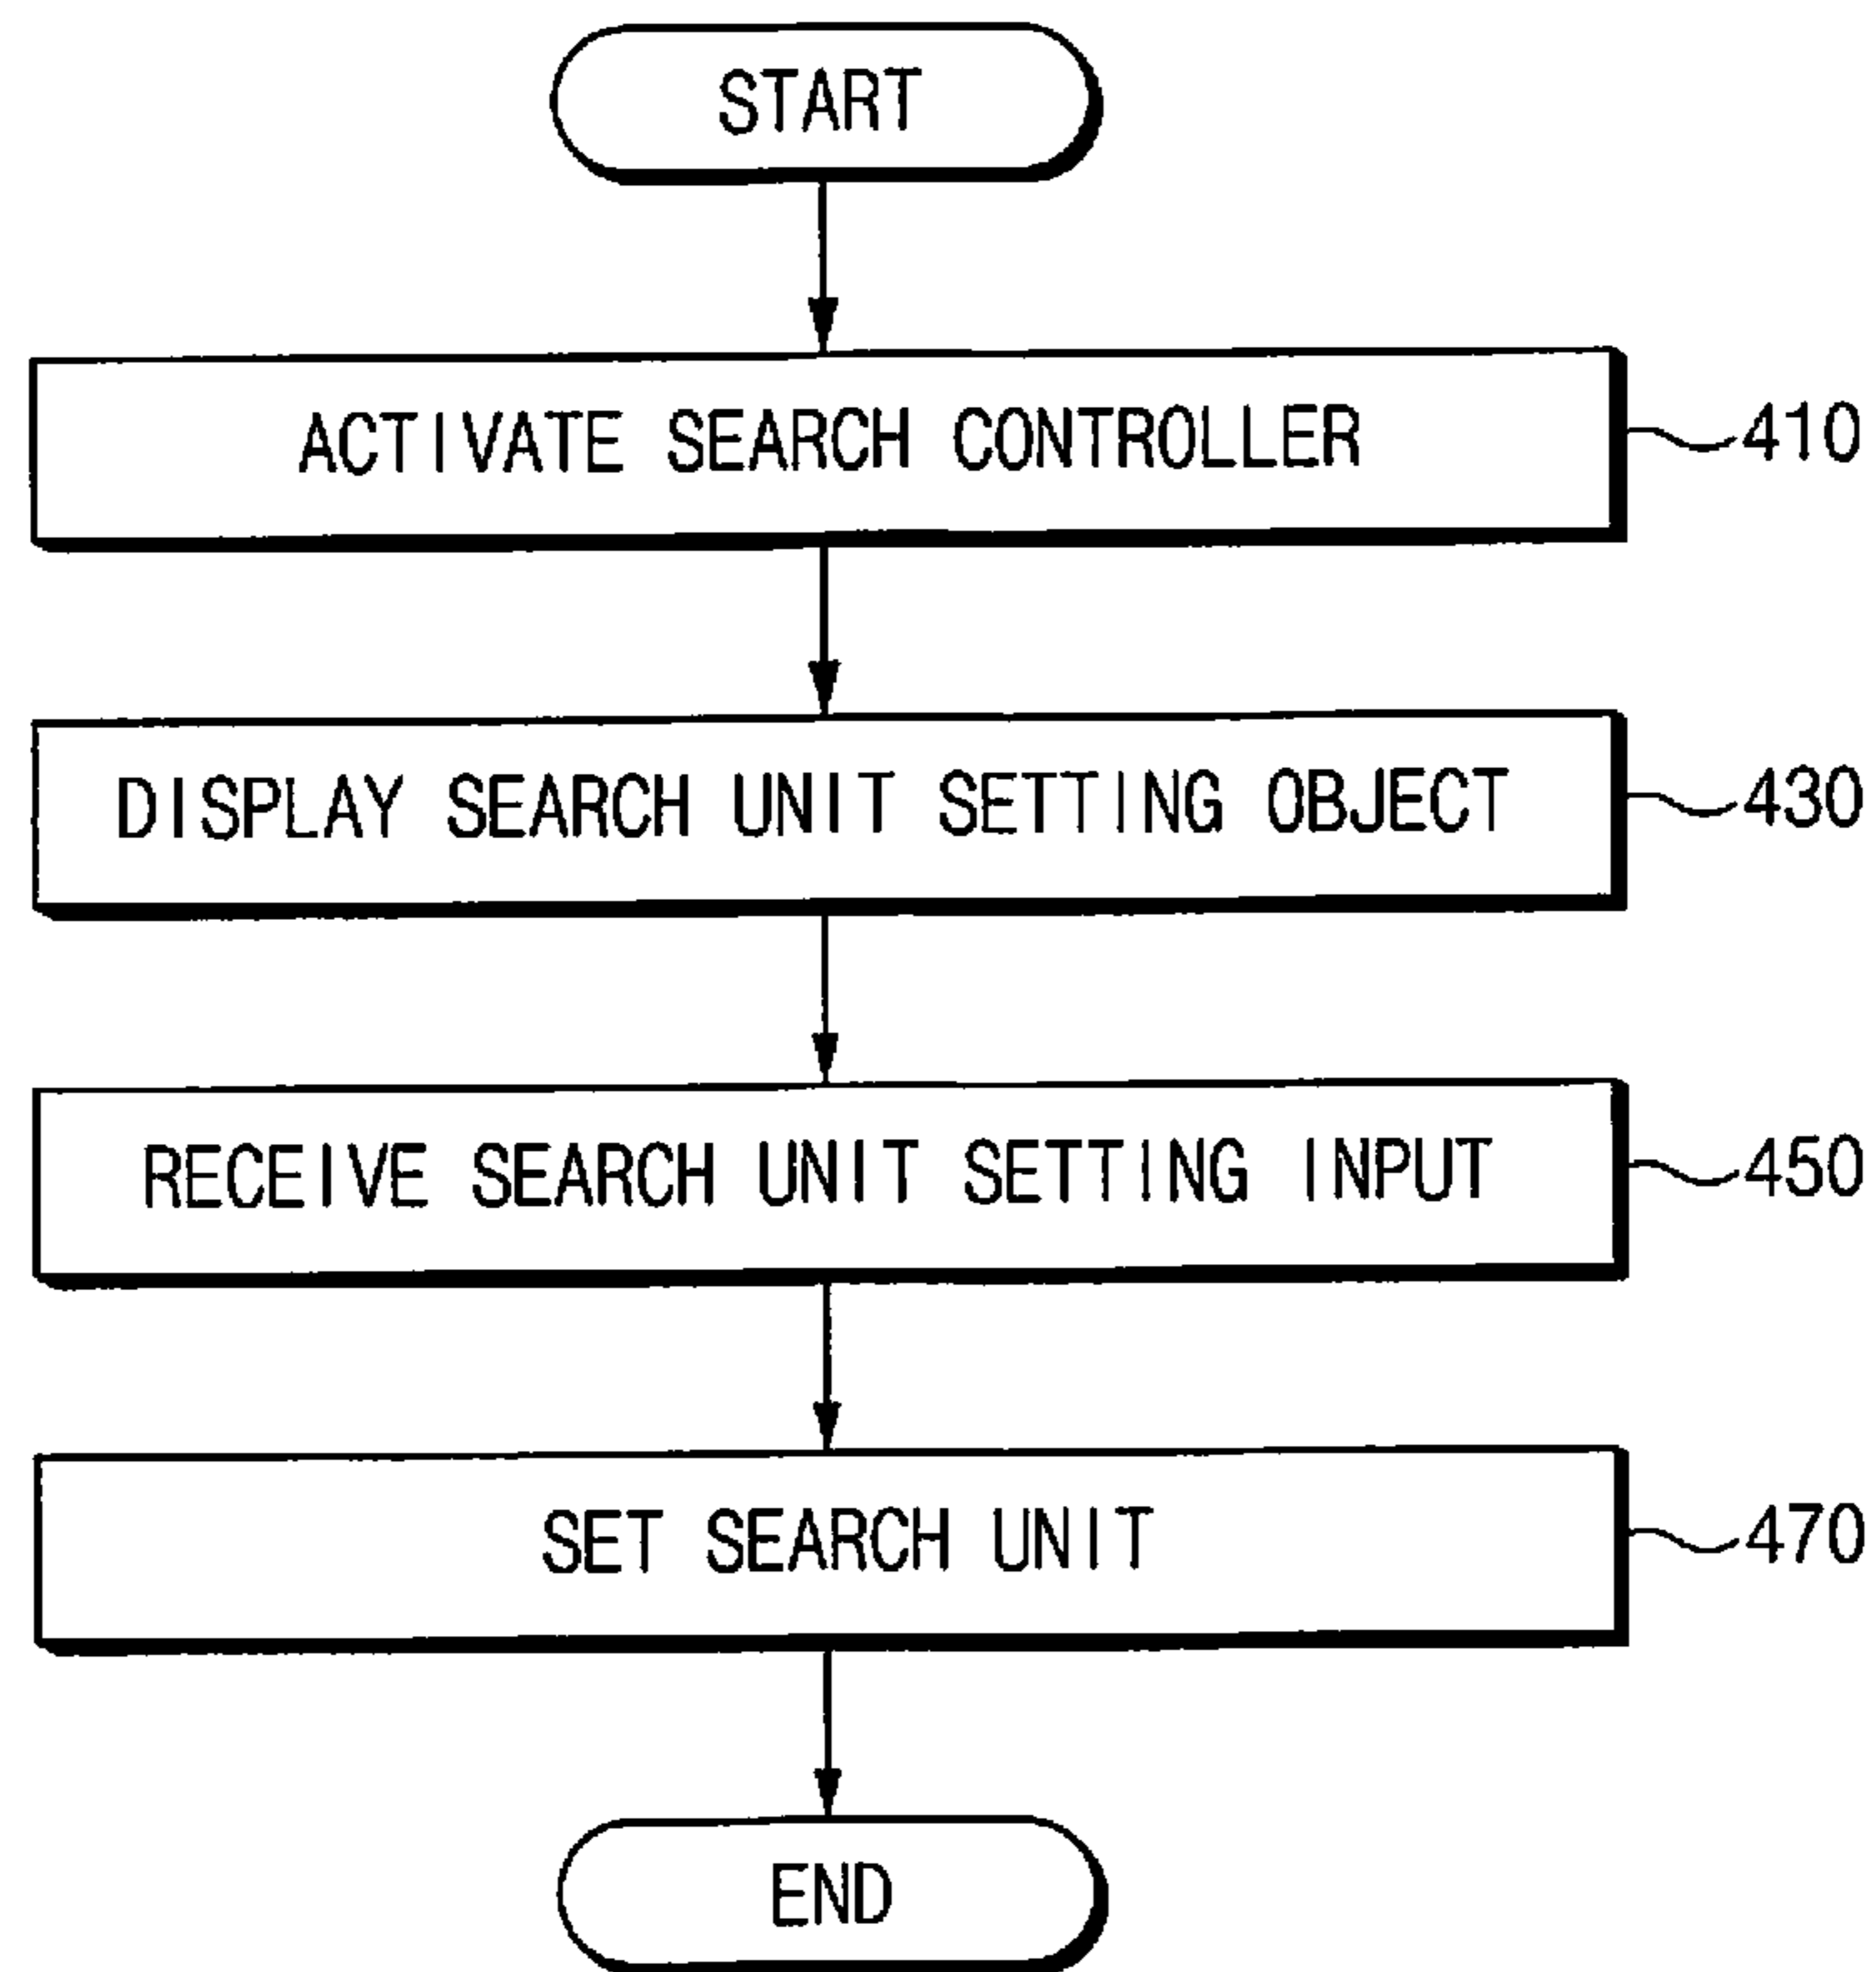 START
ACTIVATE SEARCH CONTROLLER
410
DISPLAY SEARCH UNIT SETTING OBJECT
430
RECEIVE SEARCH UNIT SETTING INPUT
450
SET SEARCH UNIT
470
END